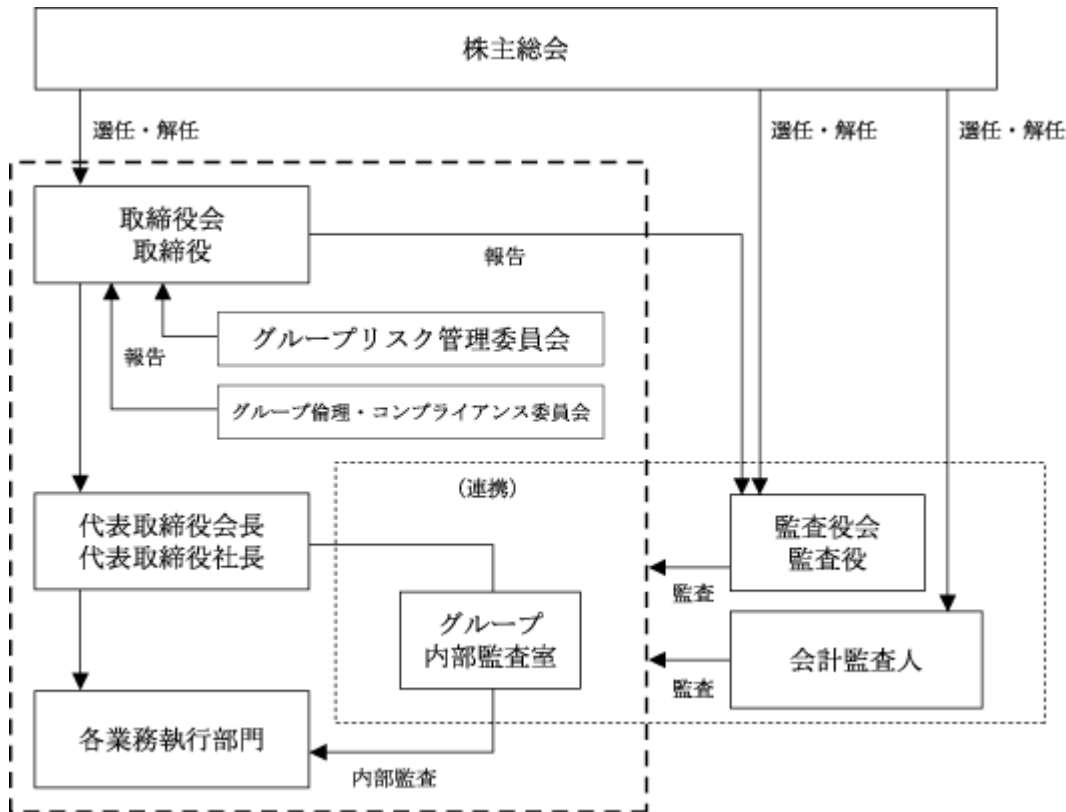 株主総会
選任・解任
選任・解任
選任・解任
取締役会
取締役
報告
グループリスク管理委員会
報告
グループ倫理・コンプライアンス委員会
（連携）
代表取締役会長
代表取締役社長
監査役会
監査役
監査
グループ
内部監査室
会計監査人
監査
各業務執行部門
内部監査